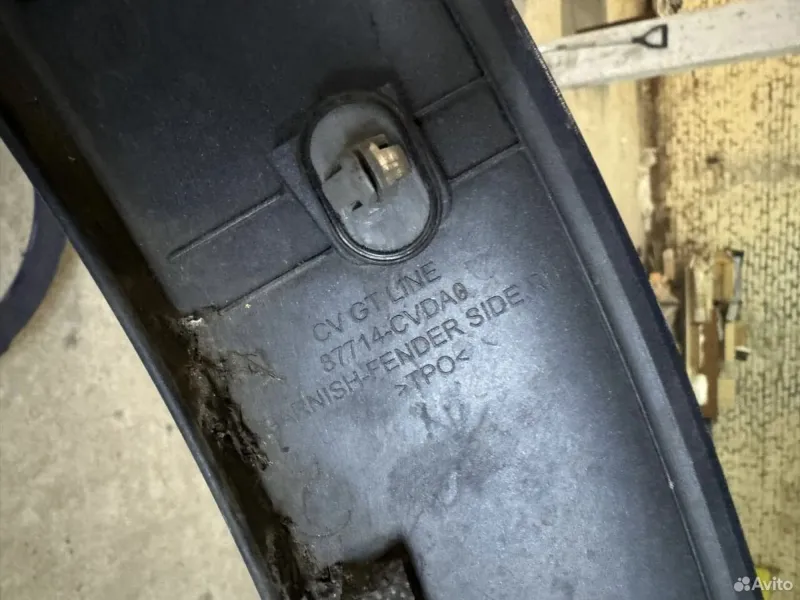 CV GT LINE
87714-CVDA0
GARNISH-FENDER SIDE R
>TPO<
Avito